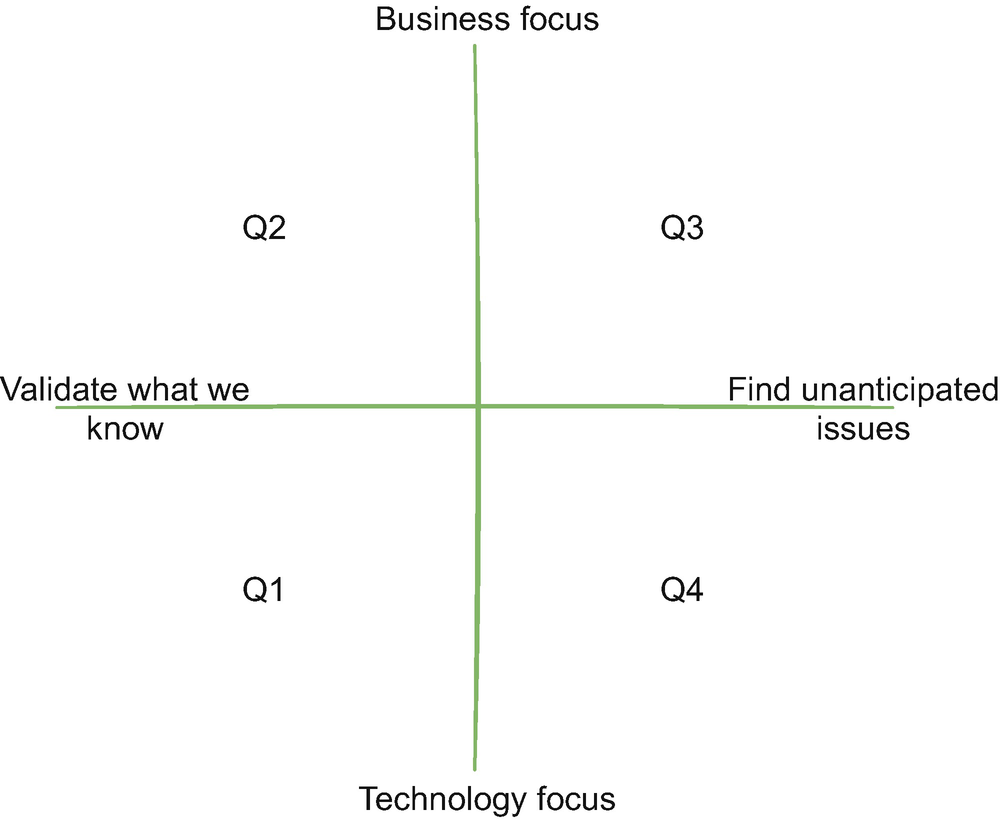 Business focus
Q2
Q3
Validate what we
know
Find unanticipated
issues
Q1
Q4
Technology focus